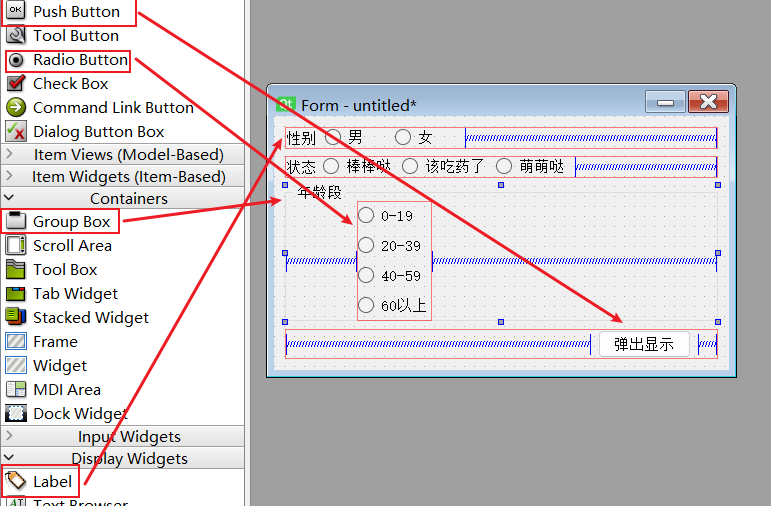 OK
Push Button
Tool Button
Radio Button
Check Box
Command Link Button
Dialog Button Box
Item Views (Model-Based)
Item Widgets (Item-Based)
Containers
Group Box
Scroll Area
Tool Box
Tab Widget
Stacked Widget
Frame
Widget
MDI Area
Dock Widget
Input Widgets
Display Widgets
Label
Text Browser
Qt Form - untitled*
性别 男 女
状态 棒棒哒 该吃药了 萌萌哒
年龄段
0-19
20-39
40-59
60以上
弹出显示